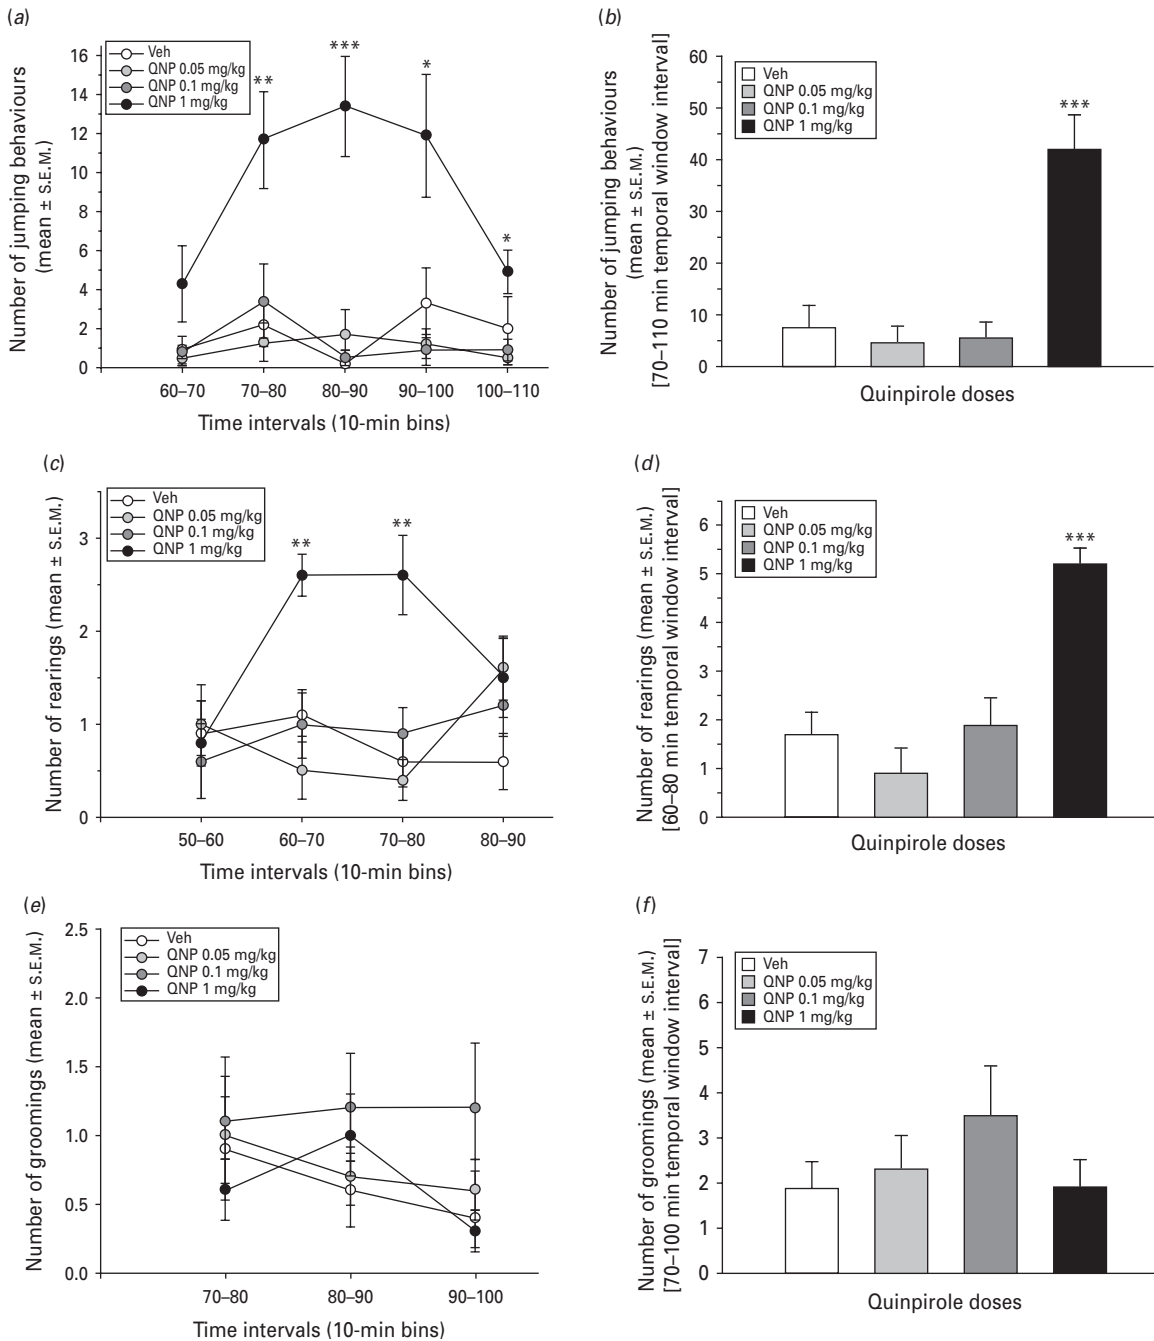 (a)
Number of jumping behaviours
(mean ± S.E.M.)
16
14
12
10
8
6
4
2
0
Veh
QNP 0.05 mg/kg
QNP 0.1 mg/kg
QNP 1 mg/kg
**
***
*
*
60–70
70–80
80–90
90–100
100–110
Time intervals (10-min bins)
(b)
Number of jumping behaviours
(mean ± S.E.M.)
[70–110 min temporal window interval]
60
50
40
30
20
10
0
Veh
QNP 0.05 mg/kg
QNP 0.1 mg/kg
QNP 1 mg/kg
***
Quinpirole doses
(c)
Number of rearings (mean ± S.E.M.)
3
2
1
0
Veh
QNP 0.05 mg/kg
QNP 0.1 mg/kg
QNP 1 mg/kg
**
**
50–60
60–70
70–80
80–90
Time intervals (10-min bins)
(d)
Number of rearings (mean ± S.E.M.)
[60–80 min temporal window interval]
6
5
4
3
2
1
0
Veh
QNP 0.05 mg/kg
QNP 0.1 mg/kg
QNP 1 mg/kg
***
Quinpirole doses
(e)
Number of groomings (mean ± S.E.M.)
2.5
2.0
1.5
1.0
0.5
0.0
Veh
QNP 0.05 mg/kg
QNP 0.1 mg/kg
QNP 1 mg/kg
70–80
80–90
90–100
Time intervals (10-min bins)
(f)
Number of groomings (mean ± S.E.M.)
[70–100 min temporal window interval]
7
6
5
4
3
2
1
0
Veh
QNP 0.05 mg/kg
QNP 0.1 mg/kg
QNP 1 mg/kg
Quinpirole doses